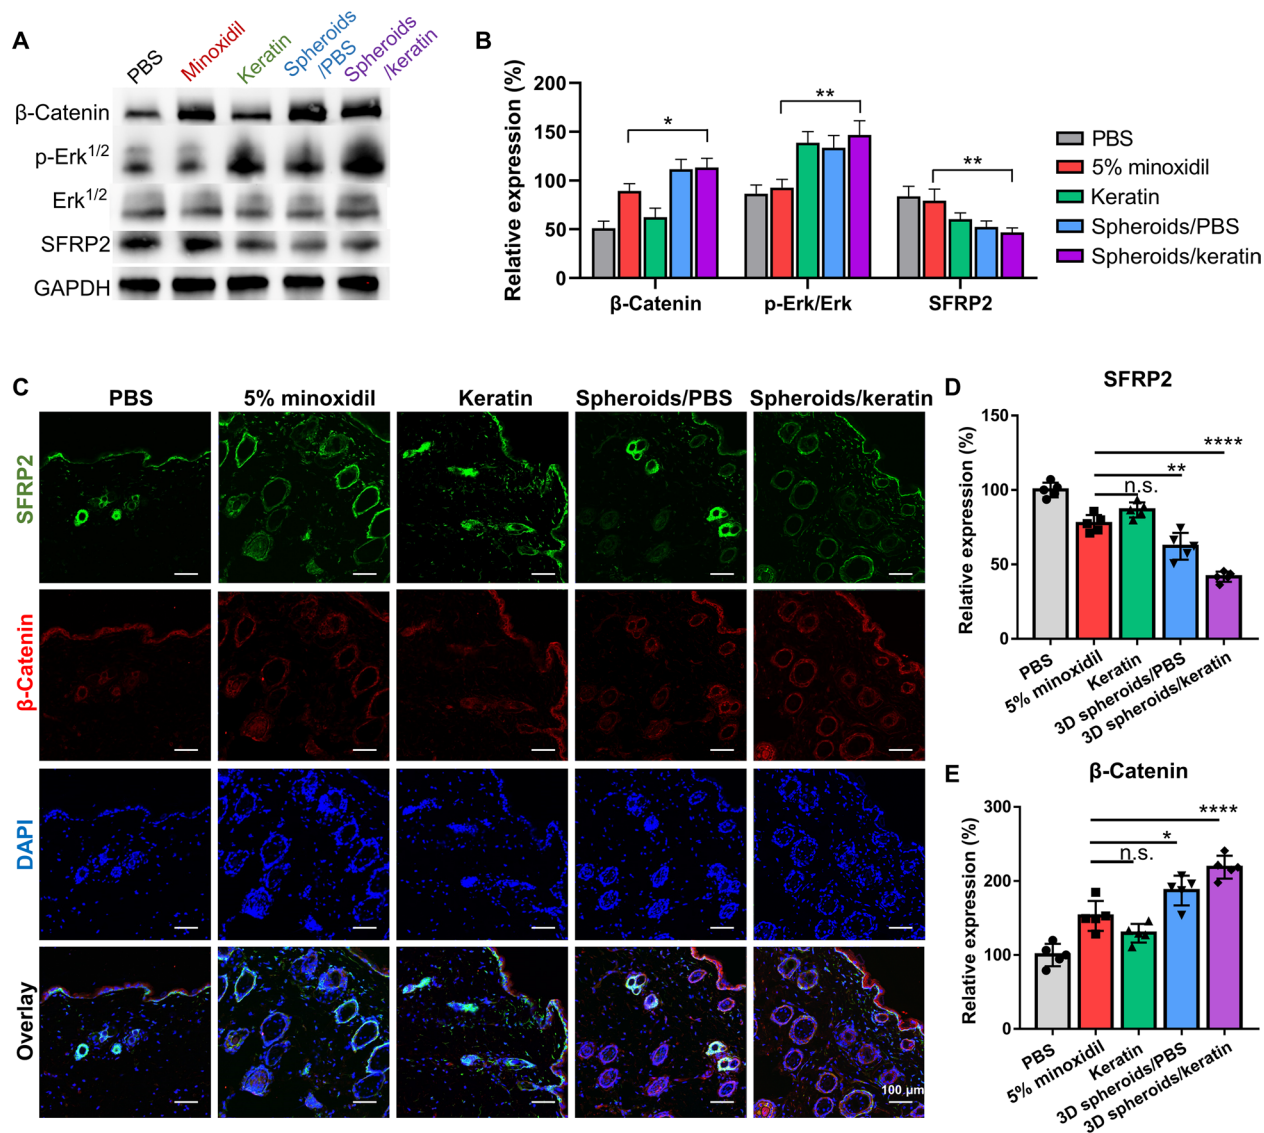 A
PBS
Minoxidil
Keratin
Spheroids
/PBS
Spheroids
/keratin
β-Catenin
p-Erk1/2
Erk1/2
SFRP2
GAPDH
B
Relative expression (%)
200
150
100
50
0
*
**
**
β-Catenin
p-Erk/Erk
SFRP2
PBS
5% minoxidil
Keratin
Spheroids/PBS
Spheroids/keratin
C
PBS
5% minoxidil
Keratin
Spheroids/PBS
Spheroids/keratin
SFRP2
β-Catenin
DAPI
Overlay
100 μm
D
SFRP2
Relative expression (%)
150
100
50
0
****
**
n.s.
PBS
5% minoxidil
Keratin
3D spheroids/PBS
3D spheroids/keratin
E
β-Catenin
Relative expression (%)
300
200
100
0
****
*
n.s.
PBS
5% minoxidil
Keratin
3D spheroids/PBS
3D spheroids/keratin